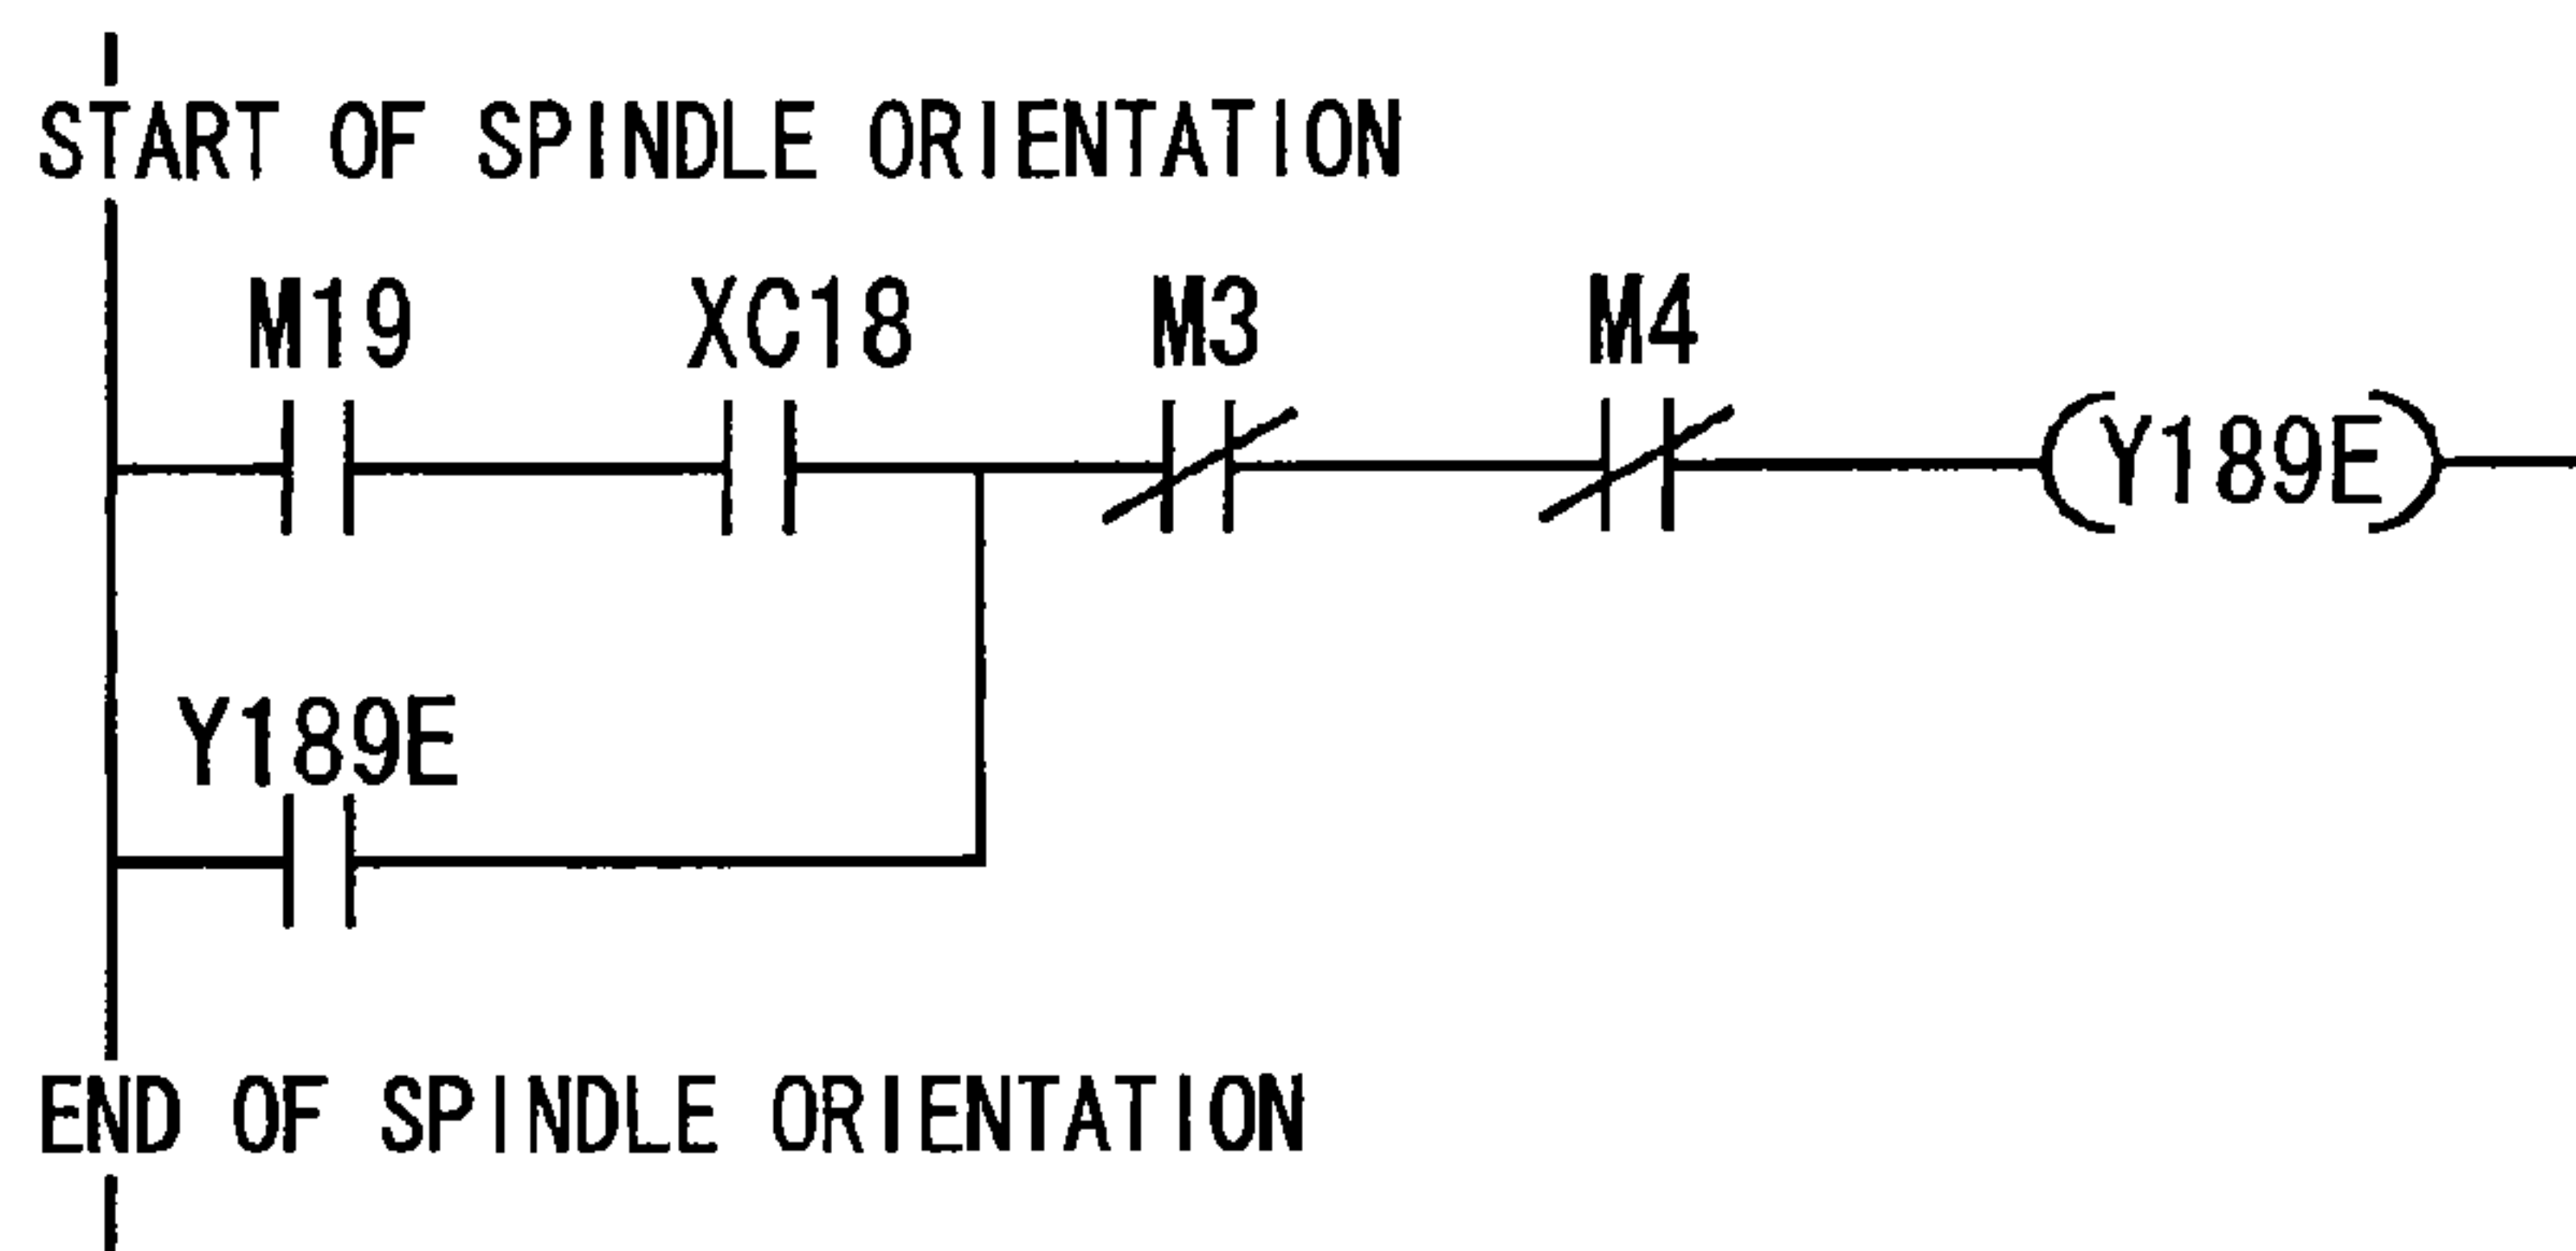 START OF SPINDLE ORIENTATION
M19 XC18 M3 M4
Y189E
Y189E
END OF SPINDLE ORIENTATION